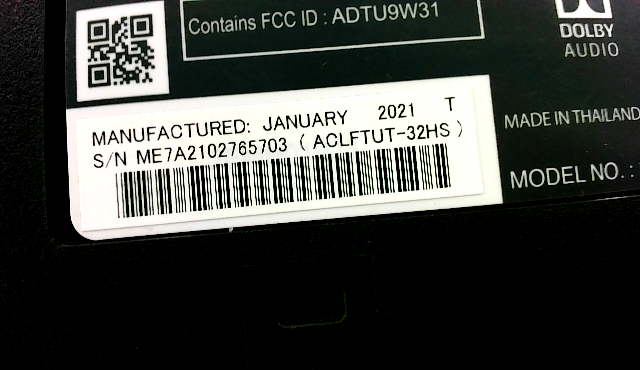 Contains FCC ID : ADTU9W31
DOLBY
AUDIO
MANUFACTURED: JANUARY 2021 T
S/N ME7A2102765703 ( ACLFTUT-32HS )
MADE IN THAILAND
MODEL NO. :